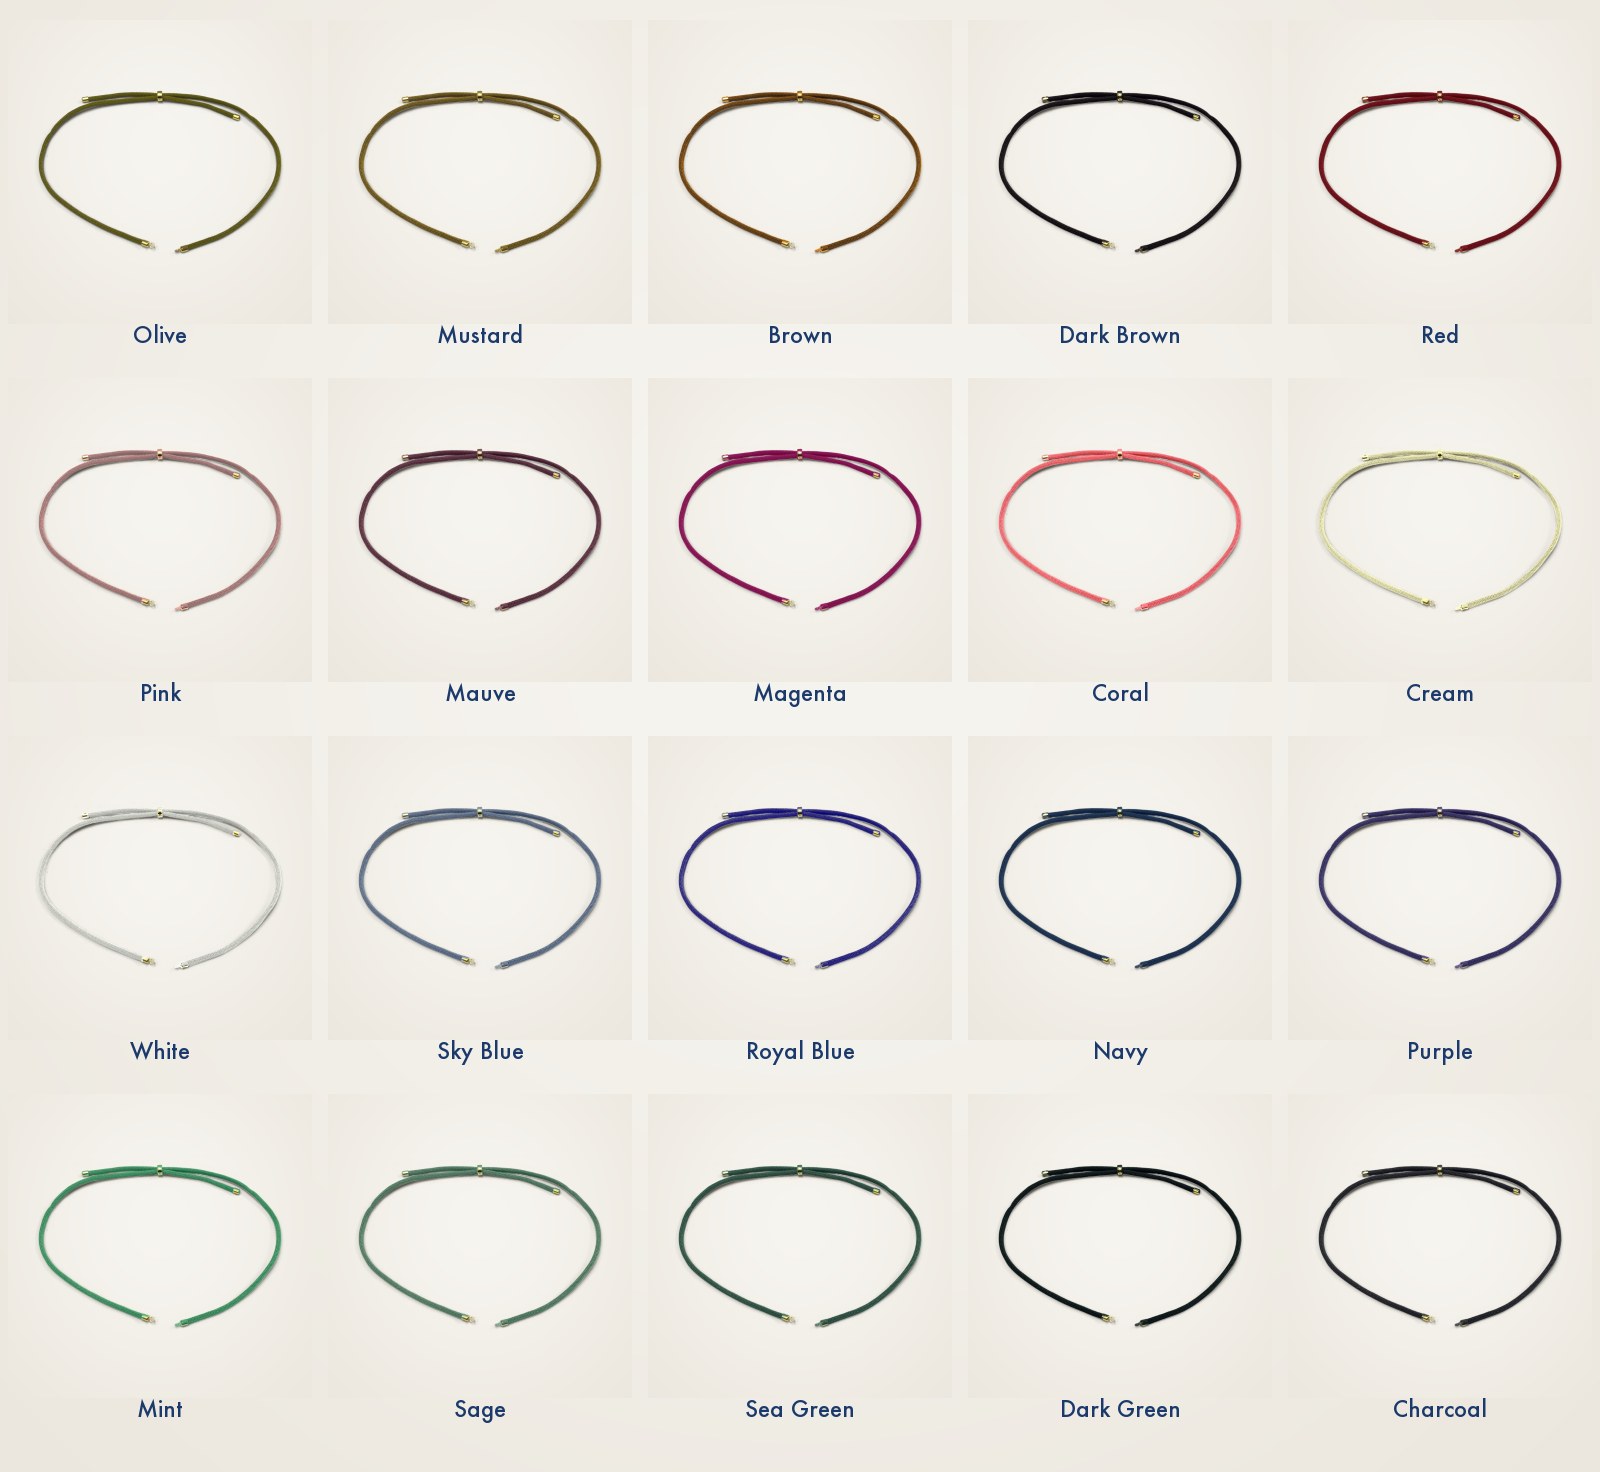 Olive
Mustard
Brown
Dark Brown
Red
Pink
Mauve
Magenta
Coral
Cream
White
Sky Blue
Royal Blue
Navy
Purple
Mint
Sage
Sea Green
Dark Green
Charcoal